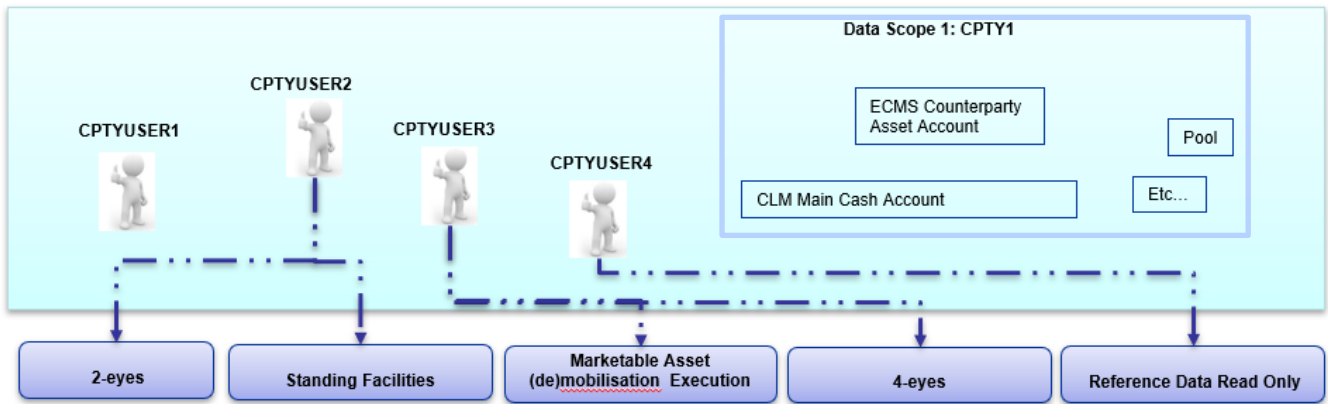 Data Scope 1: CPTY1
CPTYUSER1
CPTYUSER2
CPTYUSER3
CPTYUSER4
ECMS Counterparty
Asset Account
Pool
CLM Main Cash Account
Etc...
2-eyes
Standing Facilities
Marketable Asset
(de)mobilisation Execution
4-eyes
Reference Data Read Only